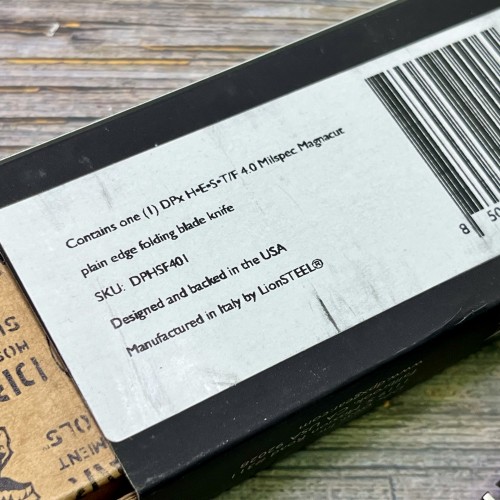 Contains one (1) DPx H•E•S•T/F 4.0 Milspec Magnacut
plain edge folding blade knife
SKU: DPHSF401
Designed and backed in the USA
Manufactured in Italy by LionSTEEL®
8 50